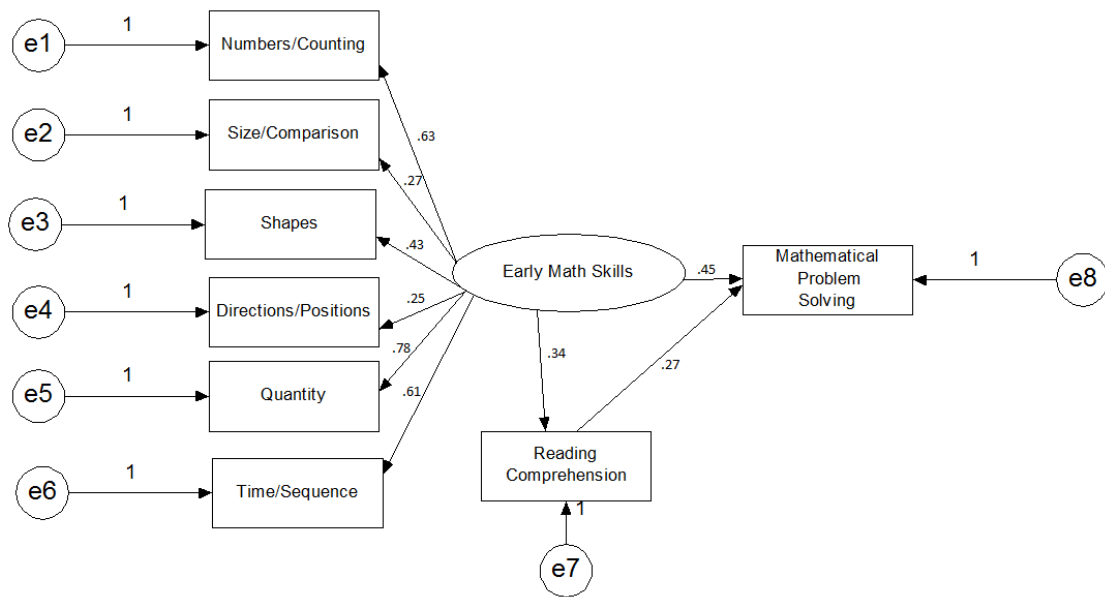 e1
1
Numbers/Counting
e2
1
Size/Comparison
.63
.27
e3
1
Shapes
.43
Early Math Skills
.45
Mathematical
Problem
Solving
1
e8
e4
1
Directions/Positions
.25
.78
.34
.27
e5
1
Quantity
.61
Reading
Comprehension
e6
1
Time/Sequence
1
e7